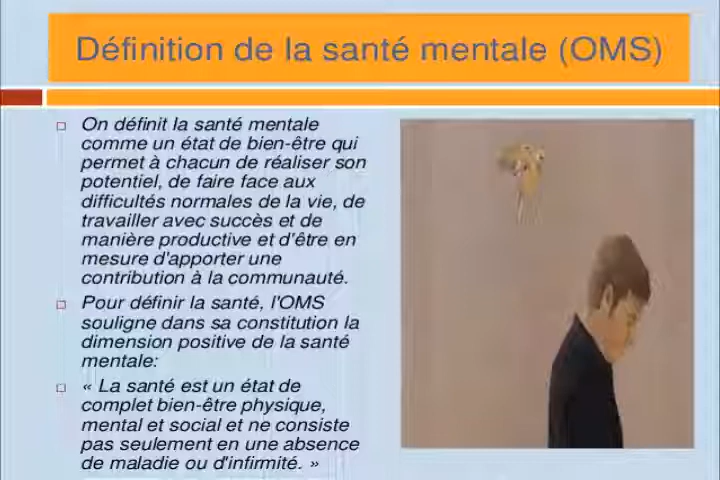 Définition de la santé mentale (OMS)
On définit la santé mentale
comme un état de bien-être qui
permet à chacun de réaliser son
potentiel, de faire face aux
difficultés normales de la vie, de
travailler avec succès et de
manière productive et d'être en
mesure d'apporter une
contribution à la communauté.
Pour définir la santé, l'OMS
souligne dans sa constitution la
dimension positive de la santé
mentale:
« La santé est un état de
complet bien-être physique,
mental et social et ne consiste
pas seulement en une absence
de maladie ou d'infirmité. »